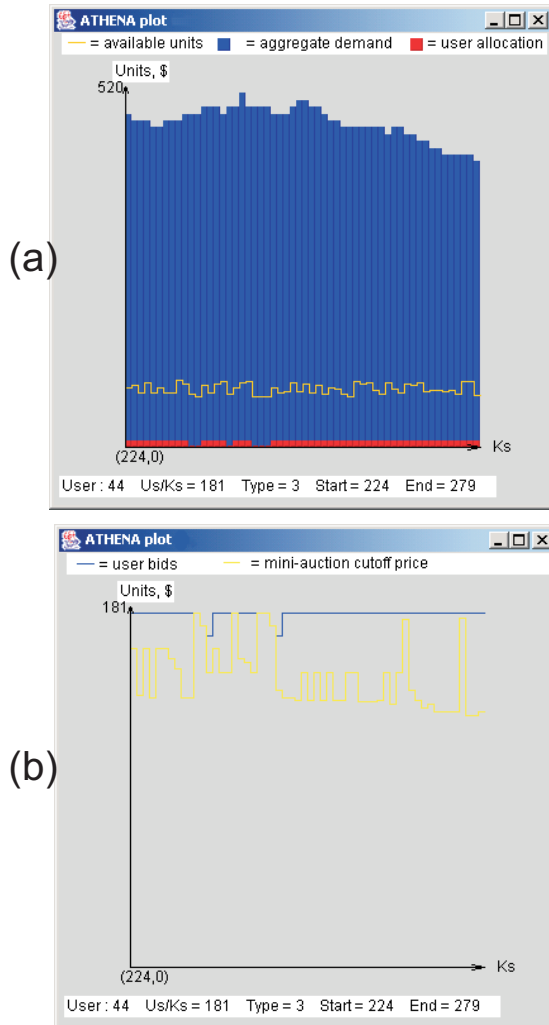 ATHENA plot
= available units = aggregate demand = user allocation
Units, $
520
(a)
Ks
(224,0)
User : 44 Us/Ks = 181 Type = 3 Start = 224 End = 279
ATHENA plot
= user bids = mini-auction cutoff price
Units, $
181
(b)
Ks
(224,0)
User : 44 Us/Ks = 181 Type = 3 Start = 224 End = 279